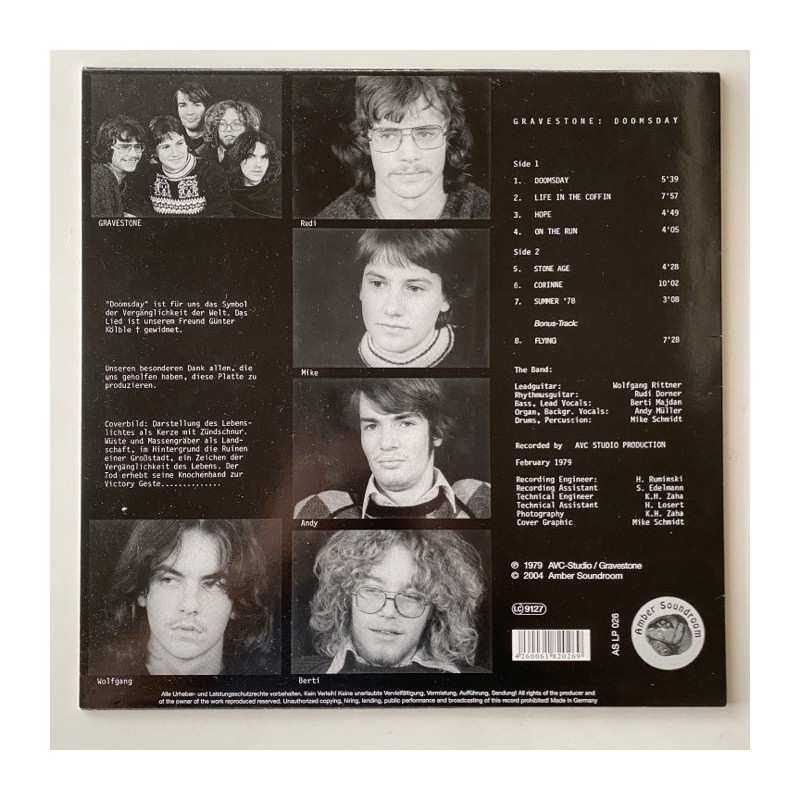 GRAVESTONE
"Doomsday" ist für uns das Symbol
der Vergänglichkeit der Welt. Das
Lied ist unserem Freund Günter
Kölble † gewidmet.
Unseren besonderen Dank allen, die
uns geholfen haben, diese Platte zu
produzieren.
Coverbild: Darstellung des Lebens-
lichtes als Kerze mit Zündschnur.
Wüste und Massengräber als Land-
schaft, im Hintergrund die Ruinen
einer Großstadt, ein Zeichen der
Vergänglichkeit des Lebens. Der
Tod erhebt seine Knochenband zur
Victory Geste..............
Wolfgang
Rudi
Mike
Andy
Berti
GRAVESTONE: DOOMSDAY
Side 1
1. DOOMSDAY 5'39
2. LIFE IN THE COFFIN 7'57
3. HOPE 4'49
4. ON THE RUN 4'05
Side 2
5. STONE AGE 4'28
6. CORINNE 10'02
7. SUMMER '78 3'08
Bonus-Track:
8. FLYING 7'28
The Band:
Leadguitar: Wolfgang Rittner
Rhythmusguitar: Rudi Dorner
Bass, Lead Vocals: Berti Majdan
Organ, Backgr. Vocals: Andy Müller
Drums, Percussion: Mike Schmidt
Recorded by AVC STUDIO PRODUCTION
February 1979
Recording Engineer: H. Ruminski
Recording Assistant S. Edelmann
Technical Engineer K.H. Zaha
Technical Assistant H. Losert
Photography K.H. Zaha
Cover Graphic Mike Schmidt
℗ 1979 AVC-Studio / Gravestone
© 2004 Amber Soundroom
LC 9127
4260061820269
AS LP 026
Amber Soundroom
Alle Urheber- und Leistungsschutzrechte vorbehalten. Kein Verleih! Keine unerlaubte Vervielfältigung, Vermietung, Aufführung, Sendung! All rights of the producer and
of the owner of the work reproduced reserved. Unauthorized copying, hiring, lending, public performance and broadcasting of this record prohibited! Made in Germany